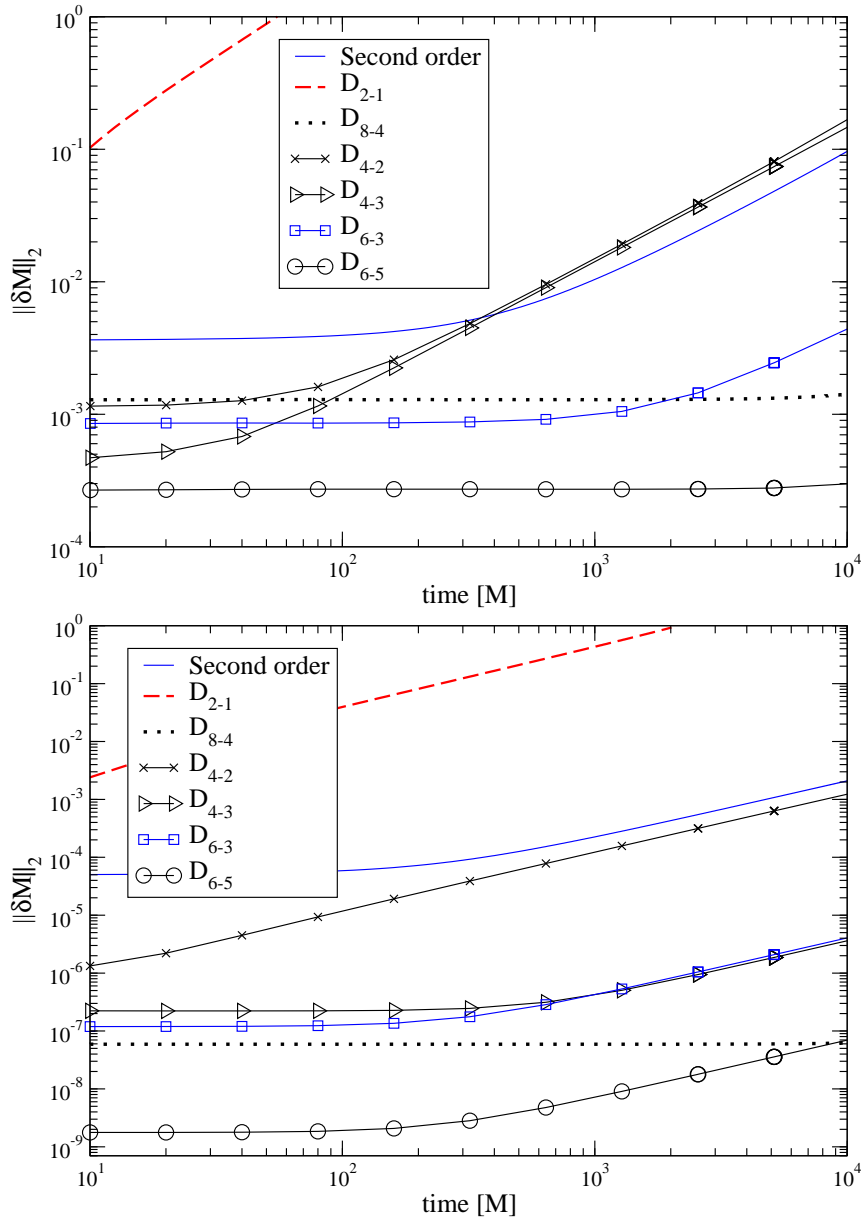 10^0
10^-1
10^-2
10^-3
10^-4
||δM||_2
Second order
D_2-1
D_8-4
D_4-2
D_4-3
D_6-3
D_6-5
10^1 10^2 10^3 10^4
time [M]
10^0
10^-1
10^-2
10^-3
10^-4
10^-5
10^-6
10^-7
10^-8
10^-9
||δM||_2
Second order
D_2-1
D_8-4
D_4-2
D_4-3
D_6-3
D_6-5
10^1 10^2 10^3 10^4
time [M]